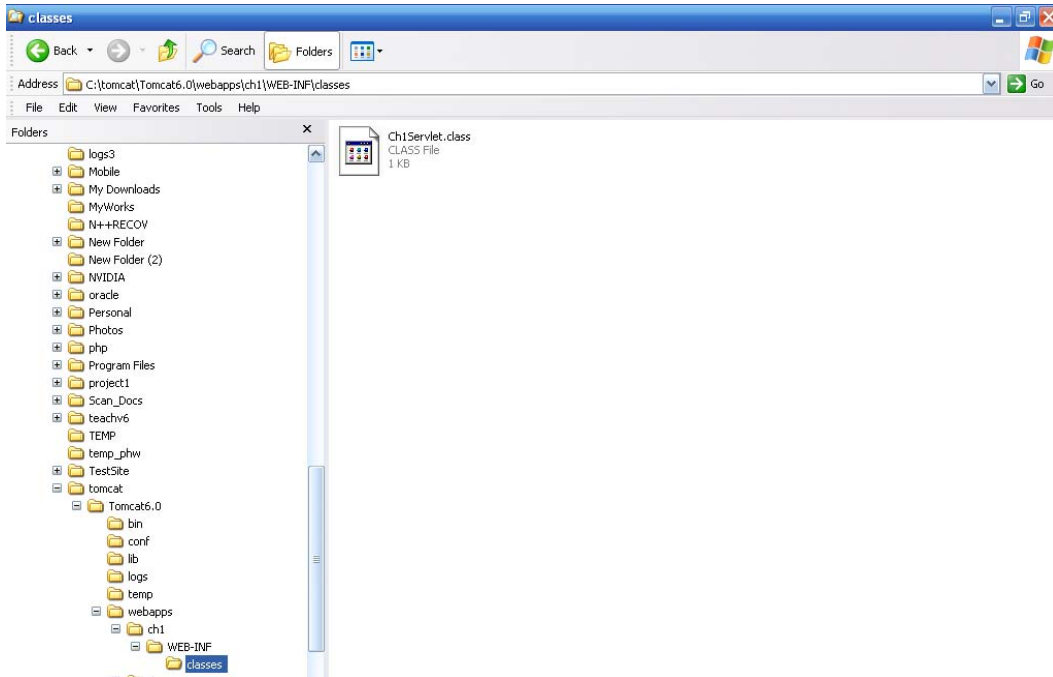 classes
Back Search Folders
Address C:\tomcat\Tomcat6.0\webapps\ch1\WEB-INF\classes Go
File Edit View Favorites Tools Help
Folders
logs3
Mobile
My Downloads
MyWorks
N++RECOV
New Folder
New Folder (2)
NVIDIA
oracle
Personal
Photos
php
Program Files
project1
Scan_Docs
teachv6
TEMP
temp_phw
TestSite
tomcat
Tomcat6.0
bin
conf
lib
logs
temp
webapps
ch1
WEB-INF
classes
Ch1Servlet.class
CLASS File
1 KB